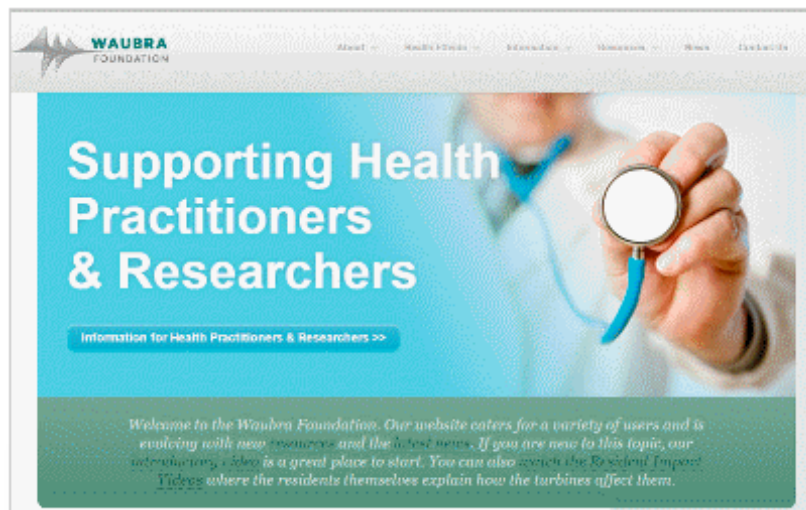 WAUBRA
FOUNDATION
About Health Effects Information Resources News Contact Us
Supporting Health
Practitioners
& Researchers
Information for Health Practitioners & Researchers >>
Welcome to the Waubra Foundation. Our website caters for a variety of users and is
evolving with new resources and the latest news. If you are new to this topic, our
introductory video is a great place to start. You can also watch the Resident Impact
Videos where the residents themselves explain how the turbines affect them.